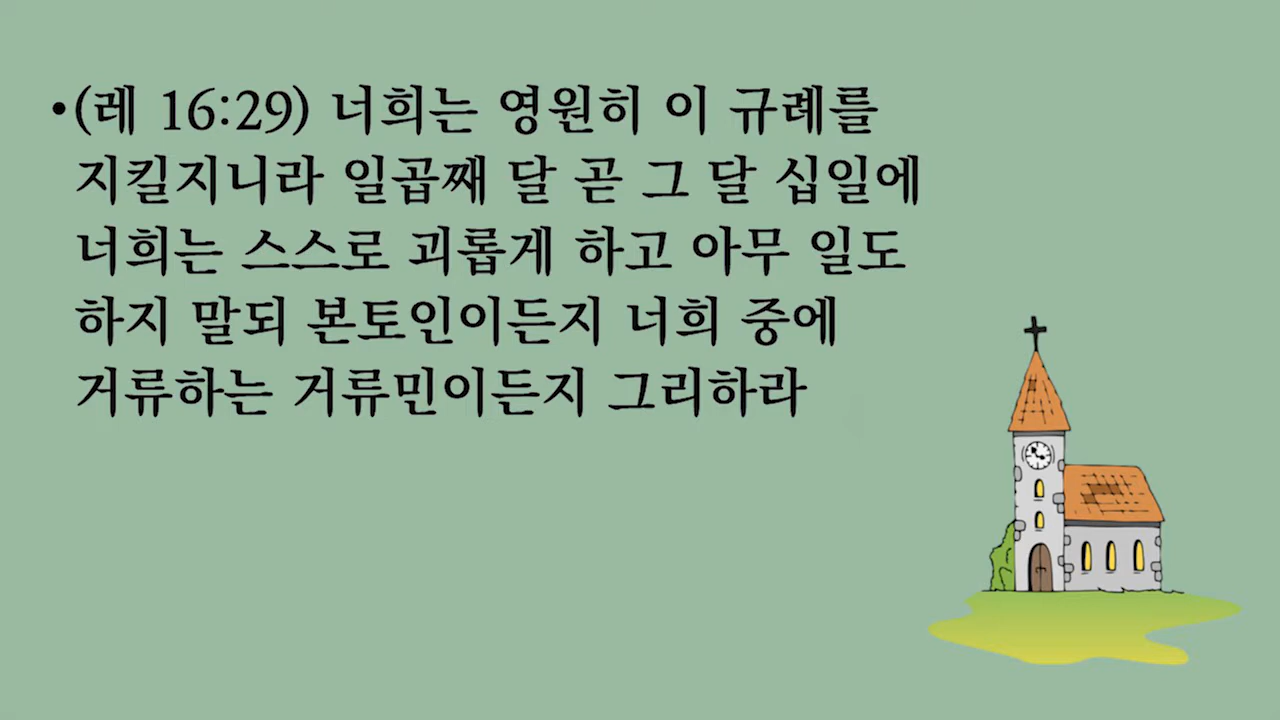 •(레 16:29) 너희는 영원히 이 규례를
지킬지니라 일곱째 달 곧 그 달 십일에
너희는 스스로 괴롭게 하고 아무 일도
하지 말되 본토인이든지 너희 중에
거류하는 거류민이든지 그리하라